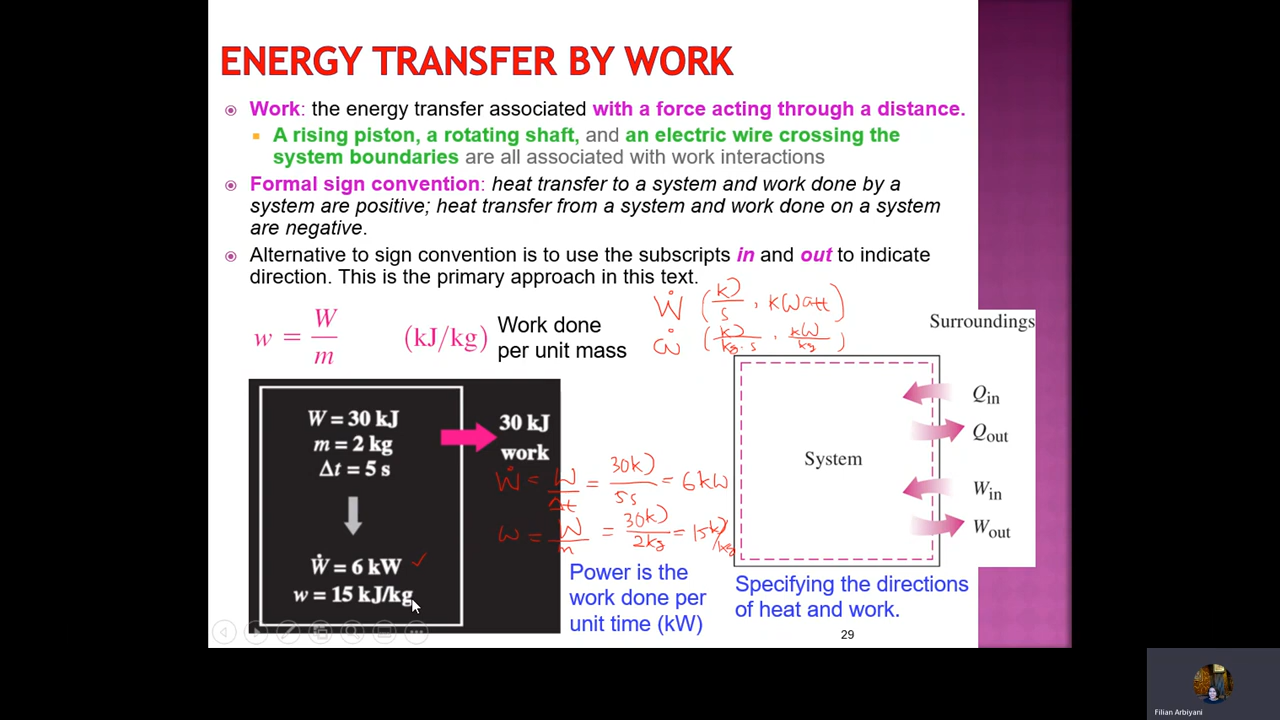 ENERGY TRANSFER BY WORK
Work: the energy transfer associated with a force acting through a distance.
A rising piston, a rotating shaft, and an electric wire crossing the
system boundaries are all associated with work interactions
Formal sign convention: heat transfer to a system and work done by a
system are positive; heat transfer from a system and work done on a system
are negative.
Alternative to sign convention is to use the subscripts in and out to indicate
direction. This is the primary approach in this text.
Ẇ (kJ/s, kWatt)
ẇ (kJ/kg·s, kW/kg)
w = W/m (kJ/kg)
Work done
per unit mass
W = 30 kJ
m = 2 kg
Δt = 5 s
30 kJ
work
Ẇ = 6 kW ✓
w = 15 kJ/kg
Ẇ = W/Δt = 30kJ/5s = 6kW
w = W/m = 30kJ/2kg = 15kJ/kg
Power is the
work done per
unit time (kW)
Surroundings
System
Qin
Qout
Win
Wout
Specifying the directions
of heat and work.
29
Filian Arbiyani